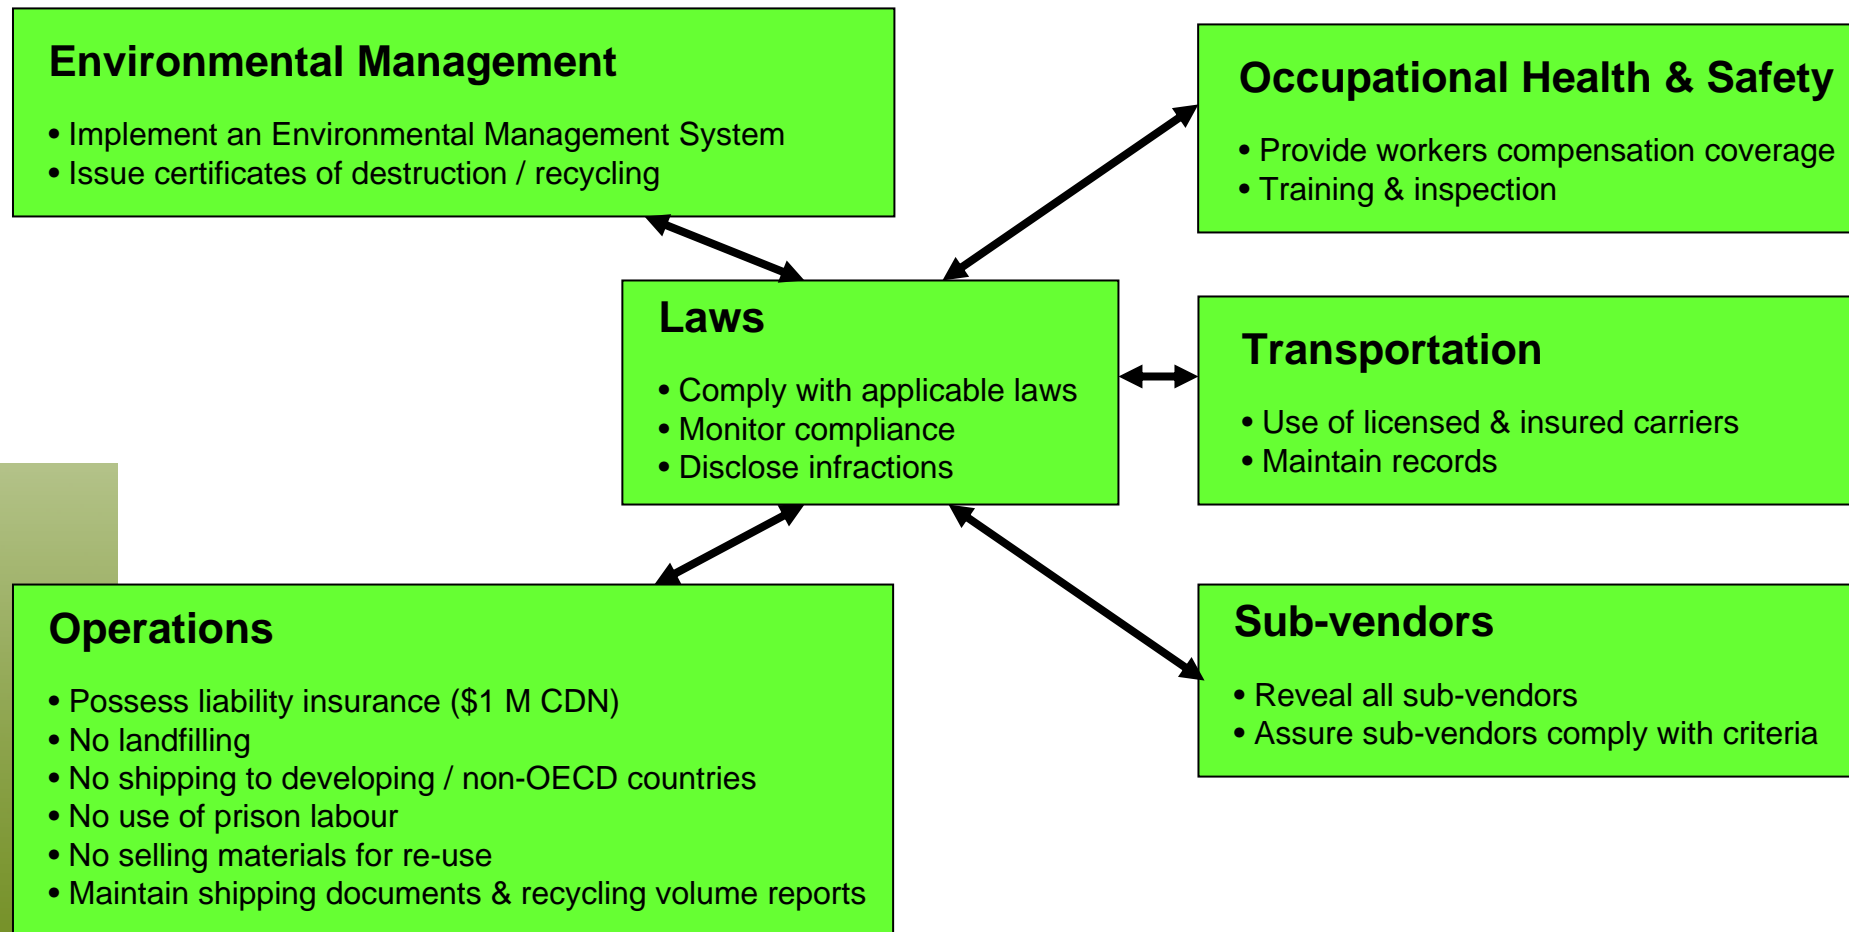 Environmental Management
• Implement an Environmental Management System
• Issue certificates of destruction / recycling
Occupational Health & Safety
• Provide workers compensation coverage
• Training & inspection
Laws
• Comply with applicable laws
• Monitor compliance
• Disclose infractions
Transportation
• Use of licensed & insured carriers
• Maintain records
Operations
• Possess liability insurance ($1 M CDN)
• No landfilling
• No shipping to developing / non-OECD countries
• No use of prison labour
• No selling materials for re-use
• Maintain shipping documents & recycling volume reports
Sub-vendors
• Reveal all sub-vendors
• Assure sub-vendors comply with criteria